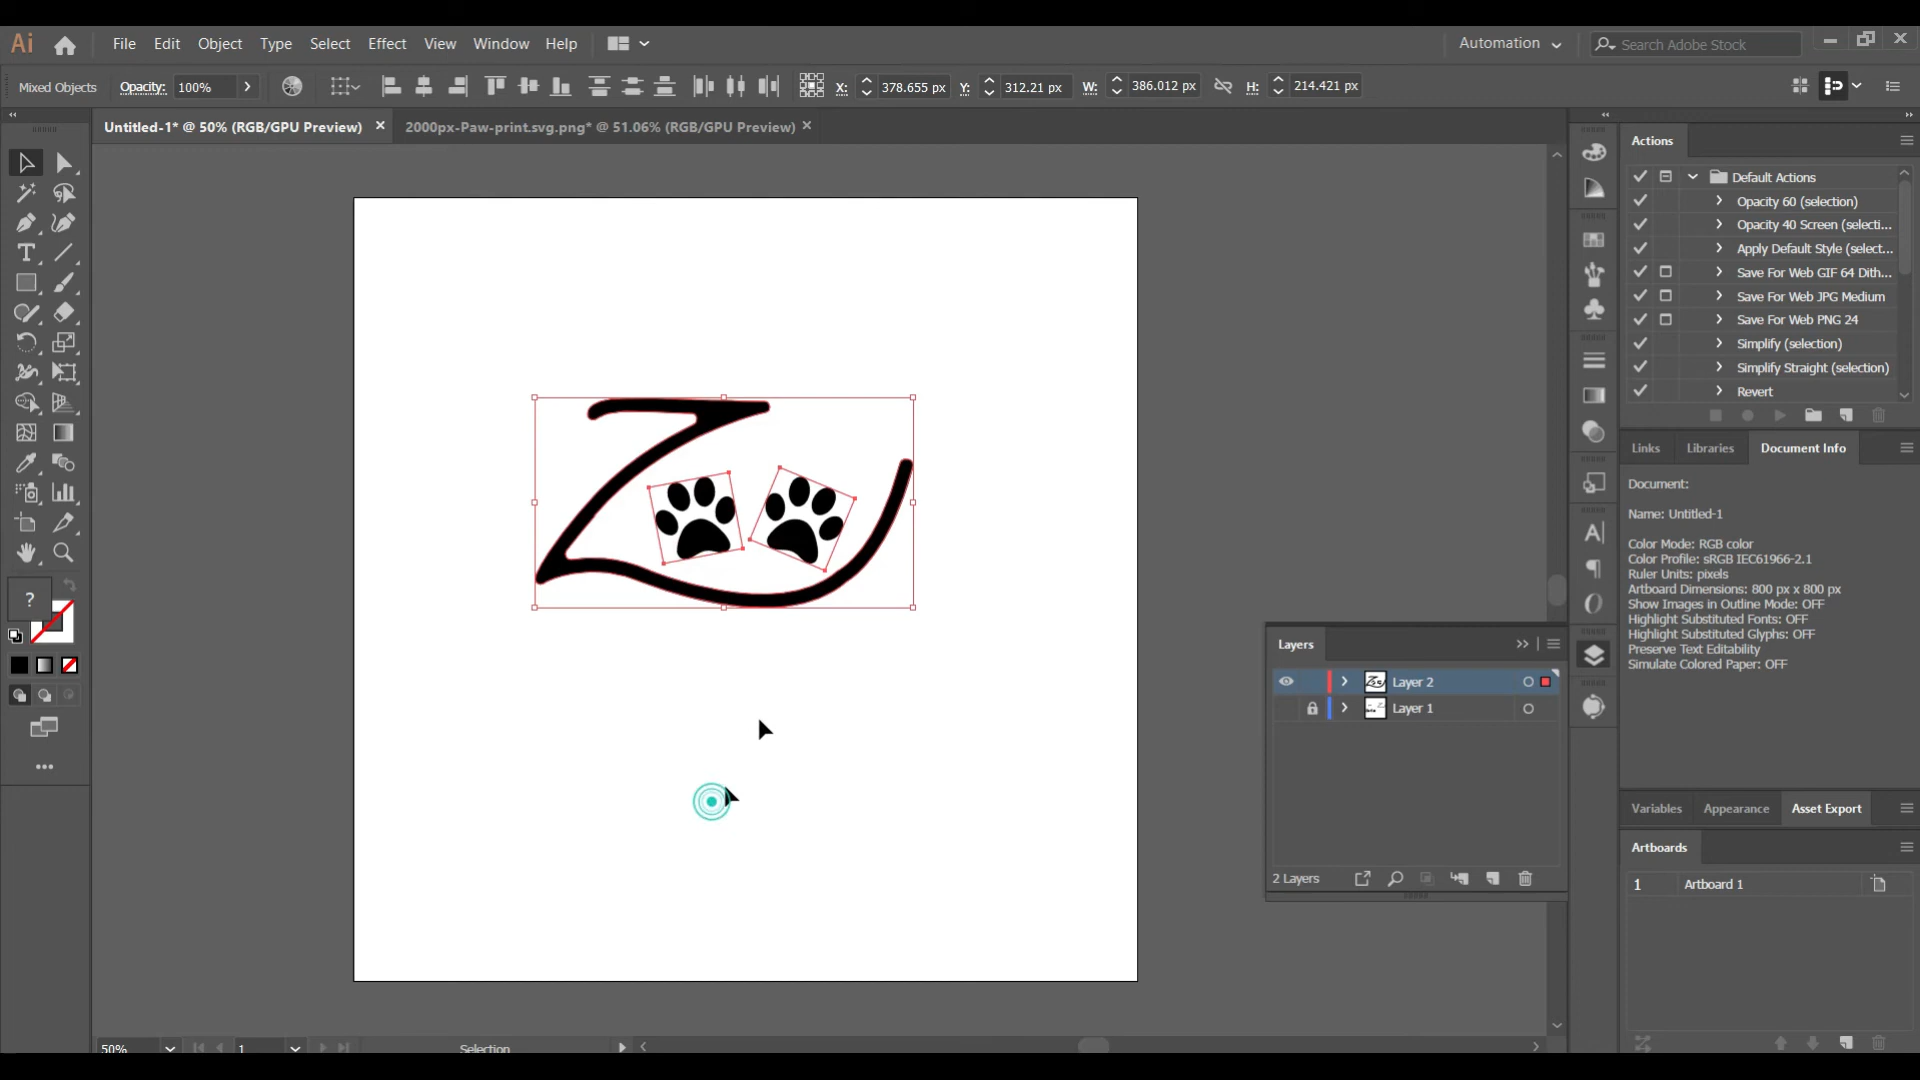 Ai File Edit Object Type Select Effect View Window Help Automation Search Adobe Stock
Mixed Objects Opacity: 100% X: 378.655 px Y: 312.21 px W: 386.012 px H: 214.421 px
Untitled-1* @ 50% (RGB/GPU Preview) 2000px-Paw-print.svg.png* @ 51.06% (RGB/GPU Preview)
Actions
Default Actions
Opacity 60 (selection)
Opacity 40 Screen (selecti...
Apply Default Style (select...
Save For Web GIF 64 Dith...
Save For Web JPG Medium
Save For Web PNG 24
Simplify (selection)
Simplify Straight (selection)
Revert
Links Libraries Document Info
Document:
Name: Untitled-1
Color Mode: RGB color
Color Profile: sRGB IEC61966-2.1
Ruler Units: pixels
Artboard Dimensions: 800 px x 800 px
Show Images in Outline Mode: OFF
Highlight Substituted Fonts: OFF
Highlight Substituted Glyphs: OFF
Preserve Text Editability
Simulate Colored Paper: OFF
?
Layers
Layer 2
Layer 1
2 Layers
Variables Appearance Asset Export
Artboards
1 Artboard 1
50% 1 Selection